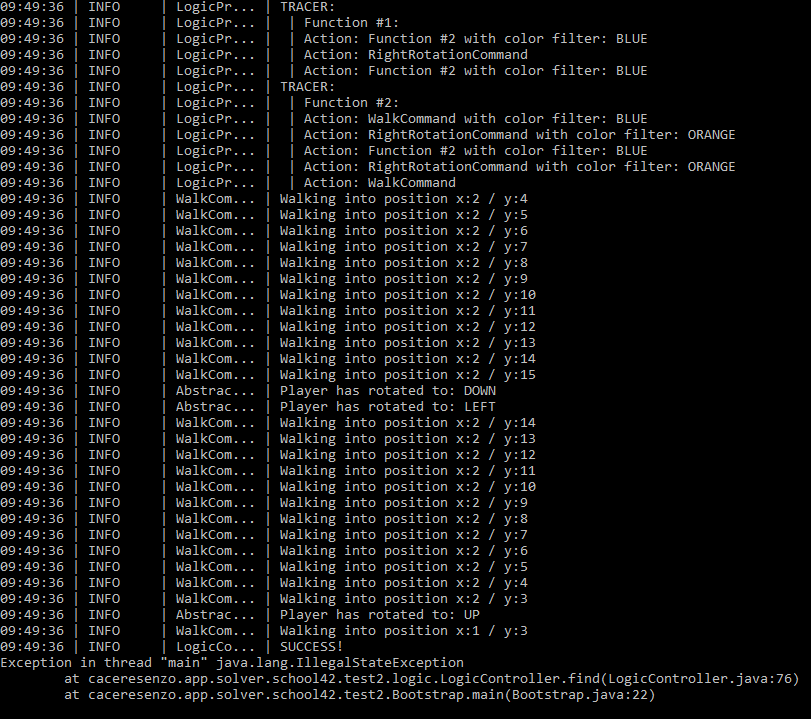 09:49:36 | INFO     | LogicPr... | TRACER:
09:49:36 | INFO     | LogicPr... |  | Function #1:
09:49:36 | INFO     | LogicPr... |  | Action: Function #2 with color filter: BLUE
09:49:36 | INFO     | LogicPr... |  | Action: RightRotationCommand
09:49:36 | INFO     | LogicPr... |  | Action: Function #2 with color filter: BLUE
09:49:36 | INFO     | LogicPr... | TRACER:
09:49:36 | INFO     | LogicPr... |  | Function #2:
09:49:36 | INFO     | LogicPr... |  | Action: WalkCommand with color filter: BLUE
09:49:36 | INFO     | LogicPr... |  | Action: RightRotationCommand with color filter: ORANGE
09:49:36 | INFO     | LogicPr... |  | Action: Function #2 with color filter: BLUE
09:49:36 | INFO     | LogicPr... |  | Action: RightRotationCommand with color filter: ORANGE
09:49:36 | INFO     | LogicPr... |  | Action: WalkCommand
09:49:36 | INFO     | WalkCom... | Walking into position x:2 / y:4
09:49:36 | INFO     | WalkCom... | Walking into position x:2 / y:5
09:49:36 | INFO     | WalkCom... | Walking into position x:2 / y:6
09:49:36 | INFO     | WalkCom... | Walking into position x:2 / y:7
09:49:36 | INFO     | WalkCom... | Walking into position x:2 / y:8
09:49:36 | INFO     | WalkCom... | Walking into position x:2 / y:9
09:49:36 | INFO     | WalkCom... | Walking into position x:2 / y:10
09:49:36 | INFO     | WalkCom... | Walking into position x:2 / y:11
09:49:36 | INFO     | WalkCom... | Walking into position x:2 / y:12
09:49:36 | INFO     | WalkCom... | Walking into position x:2 / y:13
09:49:36 | INFO     | WalkCom... | Walking into position x:2 / y:14
09:49:36 | INFO     | WalkCom... | Walking into position x:2 / y:15
09:49:36 | INFO     | Abstrac... | Player has rotated to: DOWN
09:49:36 | INFO     | Abstrac... | Player has rotated to: LEFT
09:49:36 | INFO     | WalkCom... | Walking into position x:2 / y:14
09:49:36 | INFO     | WalkCom... | Walking into position x:2 / y:13
09:49:36 | INFO     | WalkCom... | Walking into position x:2 / y:12
09:49:36 | INFO     | WalkCom... | Walking into position x:2 / y:11
09:49:36 | INFO     | WalkCom... | Walking into position x:2 / y:10
09:49:36 | INFO     | WalkCom... | Walking into position x:2 / y:9
09:49:36 | INFO     | WalkCom... | Walking into position x:2 / y:8
09:49:36 | INFO     | WalkCom... | Walking into position x:2 / y:7
09:49:36 | INFO     | WalkCom... | Walking into position x:2 / y:6
09:49:36 | INFO     | WalkCom... | Walking into position x:2 / y:5
09:49:36 | INFO     | WalkCom... | Walking into position x:2 / y:4
09:49:36 | INFO     | WalkCom... | Walking into position x:2 / y:3
09:49:36 | INFO     | Abstrac... | Player has rotated to: UP
09:49:36 | INFO     | WalkCom... | Walking into position x:1 / y:3
09:49:36 | INFO     | LogicCo... | SUCCESS!
Exception in thread "main" java.lang.IllegalStateException
        at caceresenzo.app.solver.school42.test2.logic.LogicController.find(LogicController.java:76)
        at caceresenzo.app.solver.school42.test2.Bootstrap.main(Bootstrap.java:22)